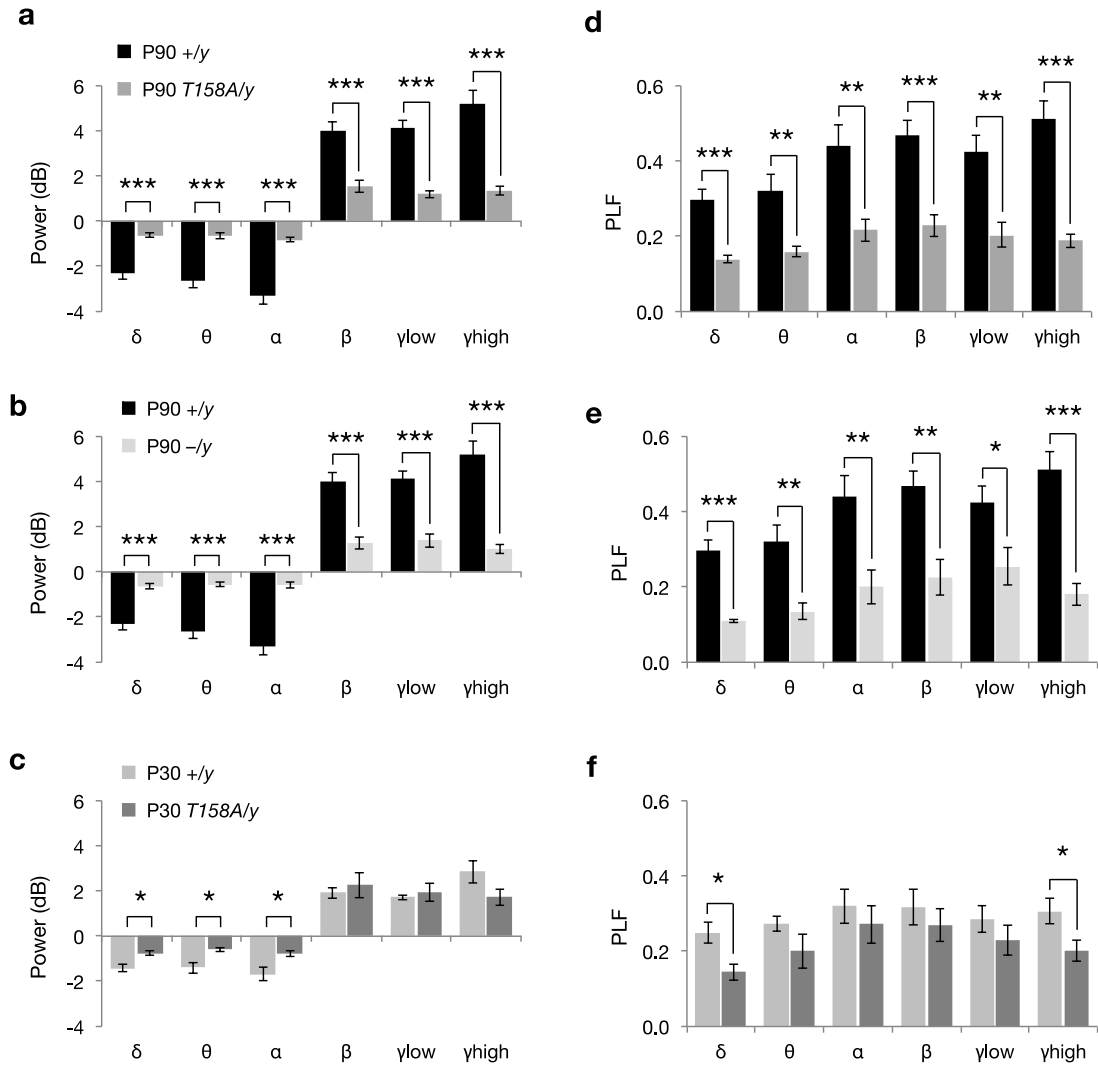 a
P90 +/y
P90 T158A/y
Power (dB)
6
4
2
0
-2
-4
*** *** *** *** *** ***
δ θ α β γlow γhigh
d
PLF
0.6
0.4
0.2
0.0
*** ** ** *** ** ***
δ θ α β γlow γhigh
b
P90 +/y
P90 –/y
Power (dB)
6
4
2
0
-2
-4
*** *** *** *** *** ***
δ θ α β γlow γhigh
e
PLF
0.6
0.4
0.2
0.0
*** ** ** ** * ***
δ θ α β γlow γhigh
c
P30 +/y
P30 T158A/y
Power (dB)
6
4
2
0
-2
-4
* * *
δ θ α β γlow γhigh
f
PLF
0.6
0.4
0.2
0.0
* *
δ θ α β γlow γhigh